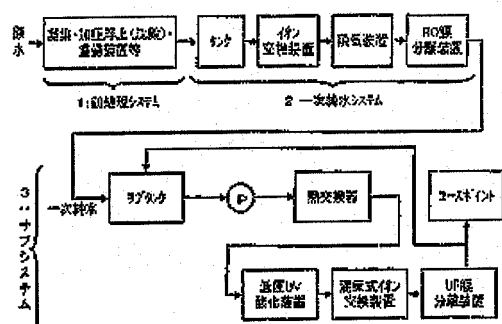 原水
凝集・加圧浮上(沈殿)・
濾過装置等
タンク
イオン
交換装置
脱気装置
RO膜
分離装置
1:前処理システム
2 一次純水システム
3:サブシステム
一次純水
サブタンク
P
熱交換器
ユースポイント
低圧UV
酸化装置
混床式イオン
交換装置
UF膜
分離装置